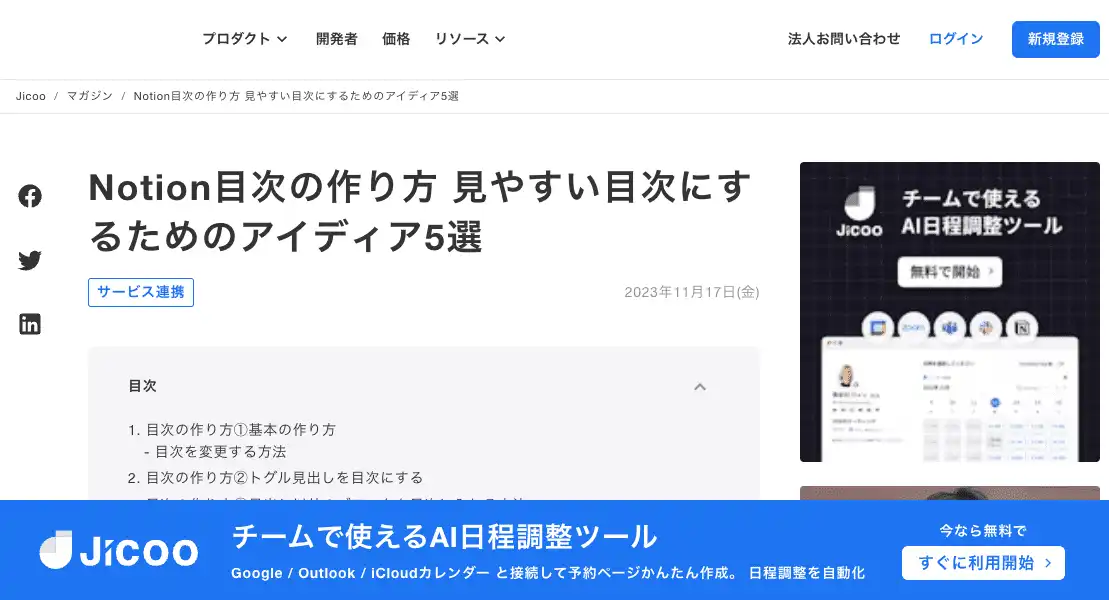 プロダクト 開発者 価格 リソース 法人お問い合わせ ログイン 新規登録
Jicoo / マガジン / Notion目次の作り方 見やすい目次にするためのアイディア5選
Notion目次の作り方 見やすい目次にす
るためのアイディア5選
サービス連携
2023年11月17日(金)
目次
1. 目次の作り方①基本の作り方
- 目次を変更する方法
2. 目次の作り方②トグル見出しを目次にする
Jicoo
チームで使える
AI日程調整ツール
無料で開始
zoom
Jicoo
チームで使えるAI日程調整ツール
Google / Outlook / iCloudカレンダー と接続して予約ページかんたん作成。 日程調整を自動化
今なら無料で
すぐに利用開始